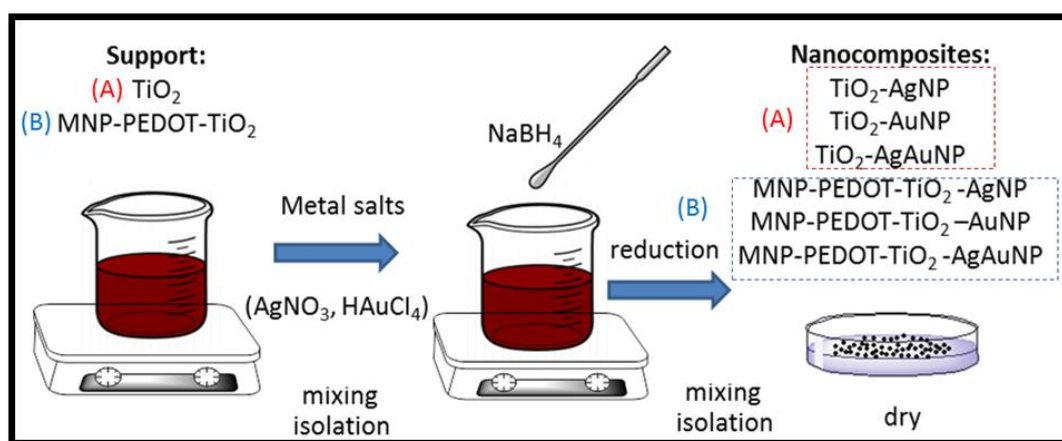 Support:
(A) TiO₂
(B) MNP-PEDOT-TiO₂
Metal salts
(AgNO₃, HAuCl₄)
mixing
isolation
NaBH₄
(B)
reduction
mixing
isolation
Nanocomposites:
(A)
TiO₂-AgNP
TiO₂-AuNP
TiO₂-AgAuNP
MNP-PEDOT-TiO₂ -AgNP
MNP-PEDOT-TiO₂ –AuNP
MNP-PEDOT-TiO₂ -AgAuNP
dry